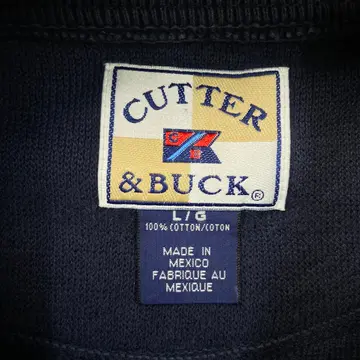 CUTTER
& BUCK®
L/G
100% COTTON/COTON
MADE IN
MEXICO
FABRIQUE AU
MEXIQUE